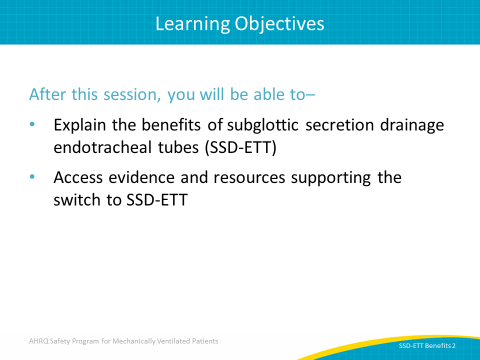 Learning Objectives
After this session, you will be able to–
• Explain the benefits of subglottic secretion drainage
endotracheal tubes (SSD-ETT)
• Access evidence and resources supporting the
switch to SSD-ETT
AHRQ Safety Program for Mechanically Ventilated Patients
SSD-ETT Benefits 2